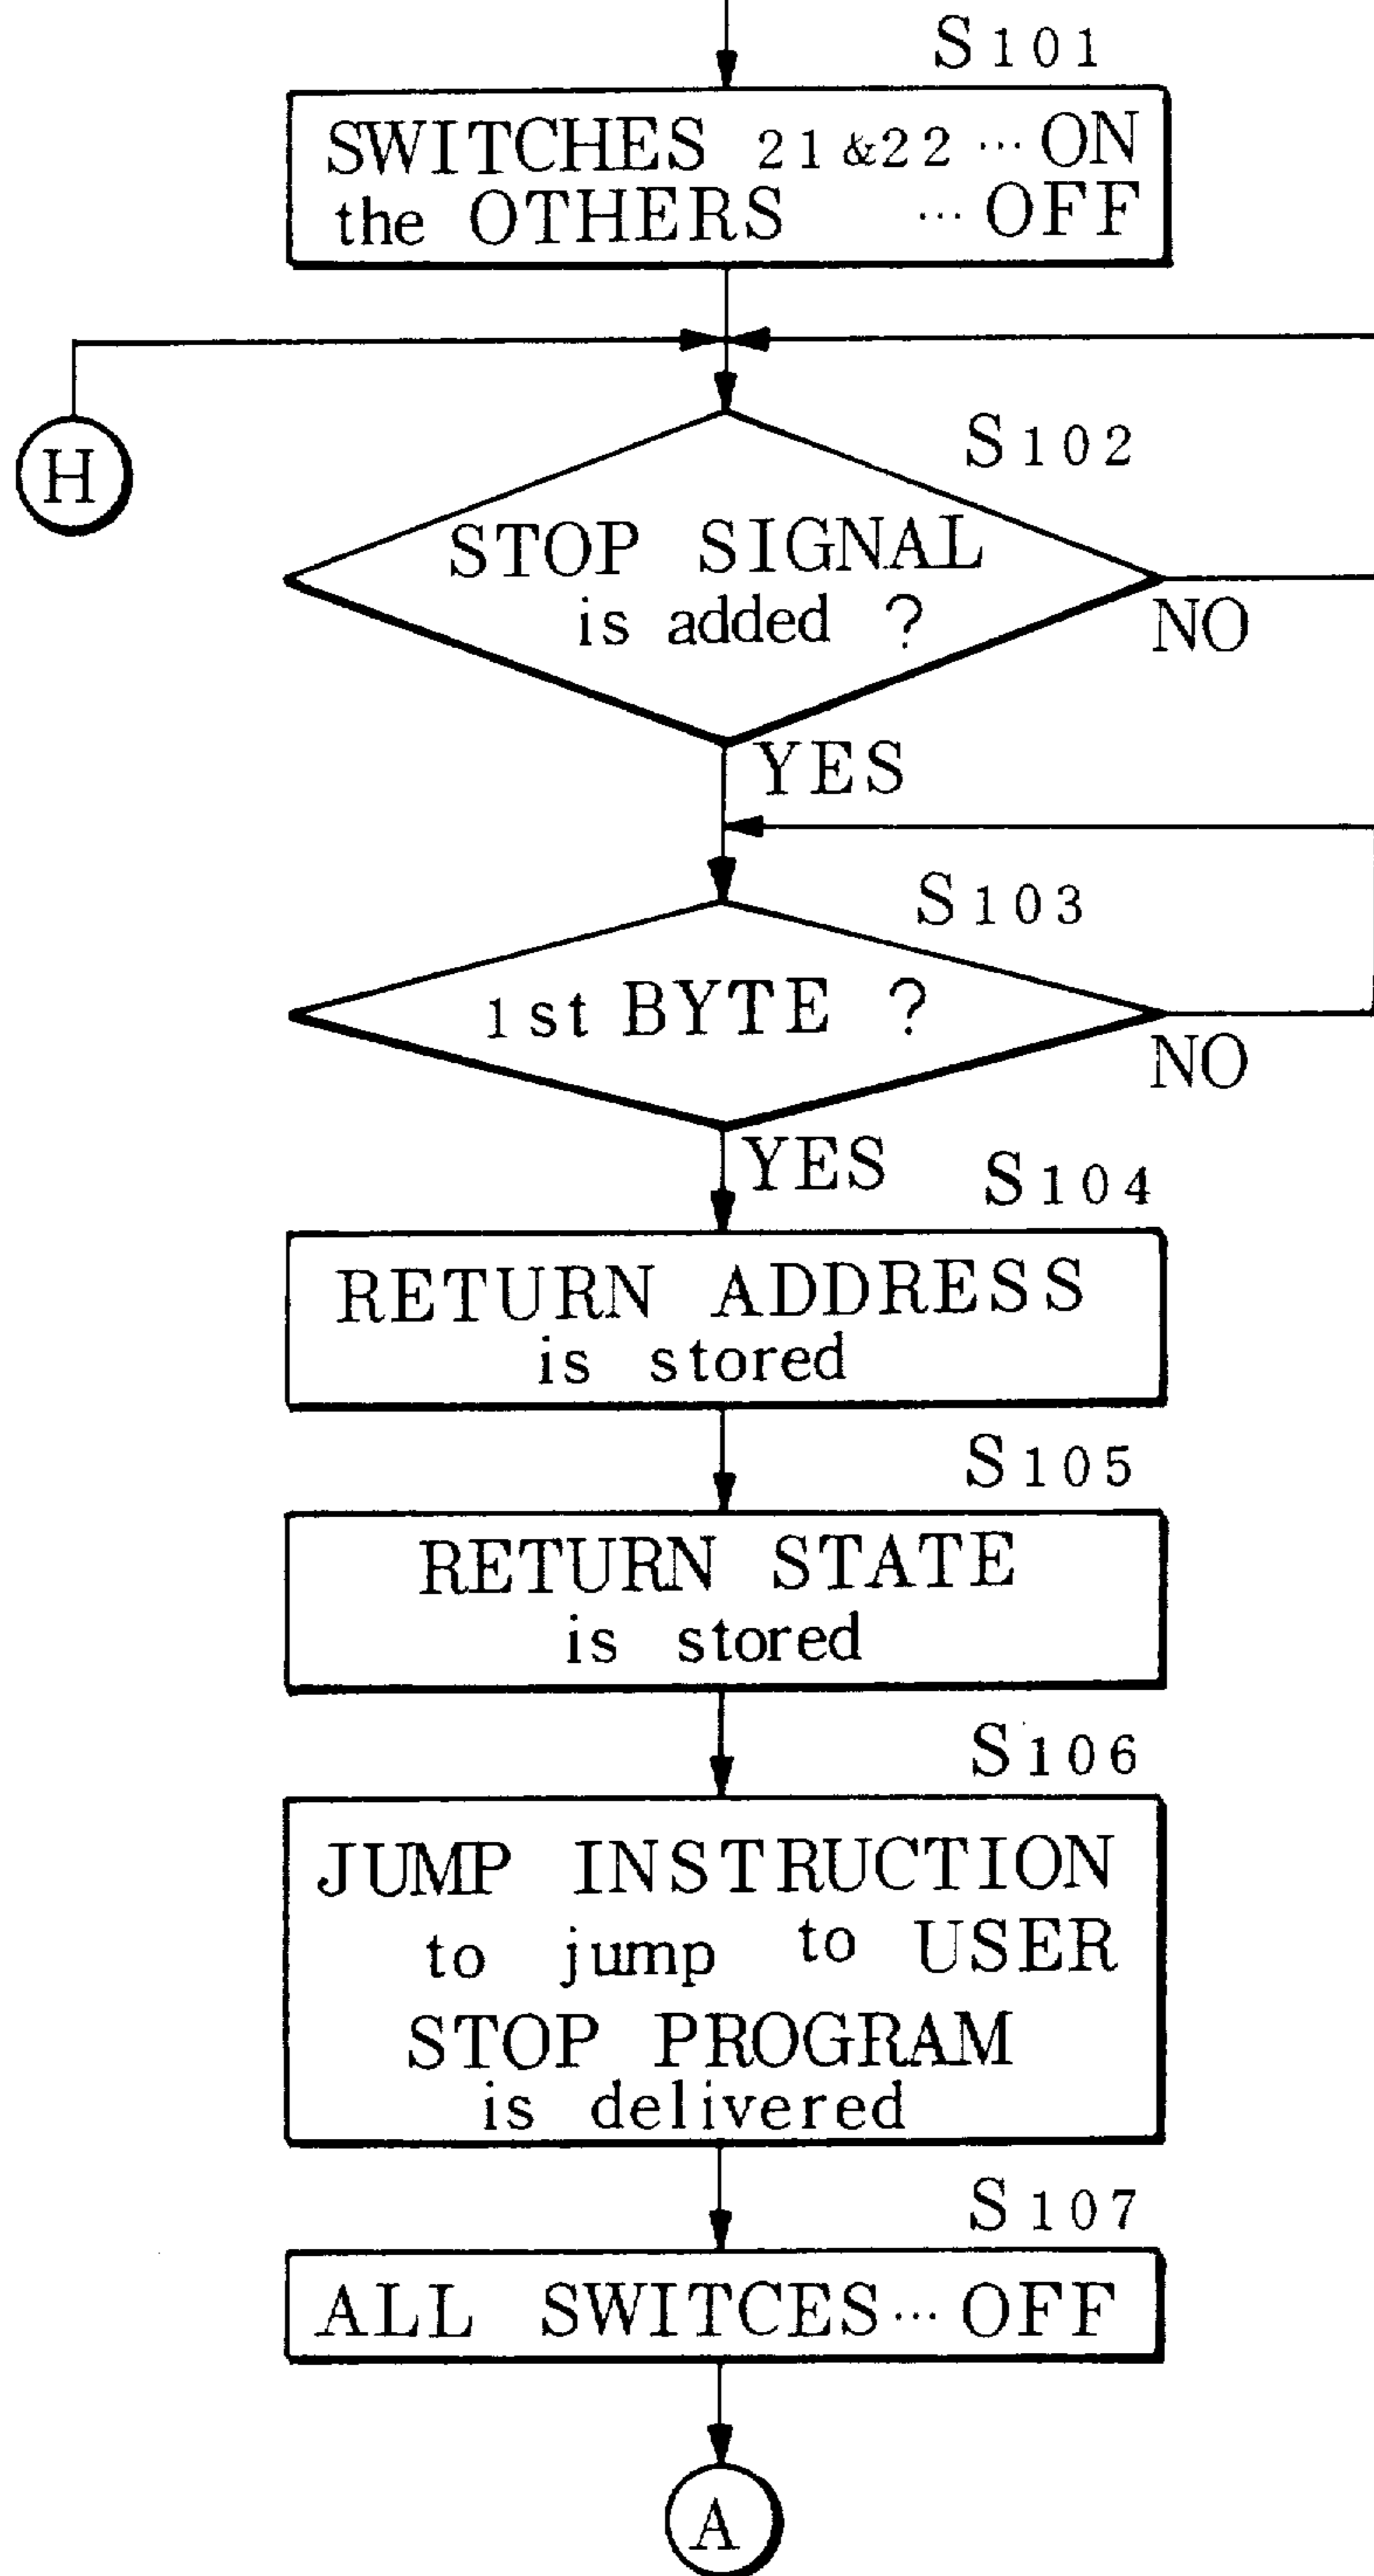 S101
SWITCHES 21&22 … ON
the OTHERS … OFF
H
S102
STOP SIGNAL
is added ?
NO
YES
S103
1st BYTE ?
NO
YES
S104
RETURN ADDRESS
is stored
S105
RETURN STATE
is stored
S106
JUMP INSTRUCTION
to jump to USER
STOP PROGRAM
is delivered
S107
ALL SWITCES … OFF
A